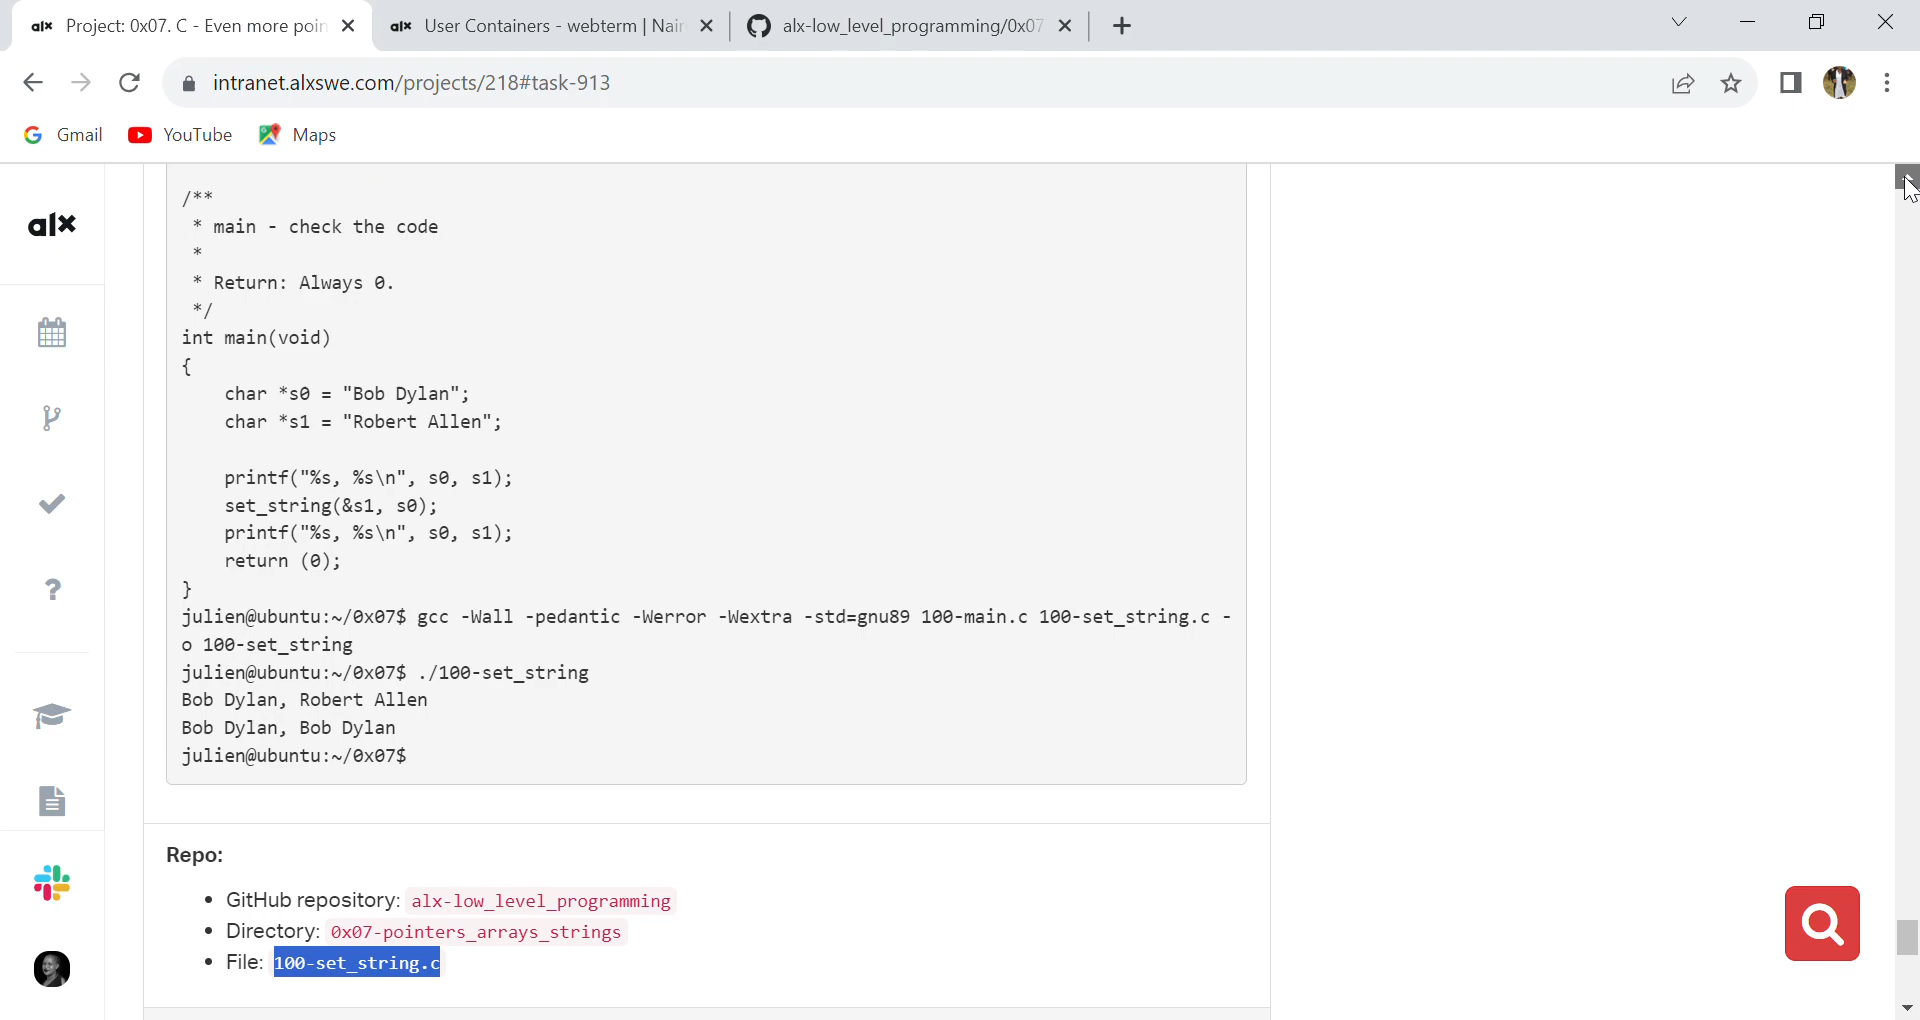 alx Project: 0x07. C - Even more poin
alx User Containers - webterm | Nair
alx-low_level_programming/0x07
intranet.alxswe.com/projects/218#task-913
Gmail YouTube Maps
alx
/**
* main - check the code
*
* Return: Always 0.
*/
int main(void)
{
char *s0 = "Bob Dylan";
char *s1 = "Robert Allen";
printf("%s, %s\n", s0, s1);
set_string(&s1, s0);
printf("%s, %s\n", s0, s1);
return (0);
}
julien@ubuntu:~/0x07$ gcc -Wall -pedantic -Werror -Wextra -std=gnu89 100-main.c 100-set_string.c -
o 100-set_string
julien@ubuntu:~/0x07$ ./100-set_string
Bob Dylan, Robert Allen
Bob Dylan, Bob Dylan
julien@ubuntu:~/0x07$
Repo:
• GitHub repository: alx-low_level_programming
• Directory: 0x07-pointers_arrays_strings
• File: 100-set_string.c